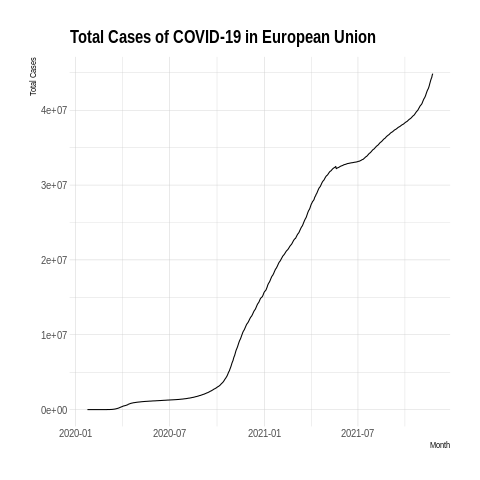 Total Cases of COVID-19 in European Union
Total Cases
4e+07
3e+07
2e+07
1e+07
0e+00
2020-01 2020-07 2021-01 2021-07
Month